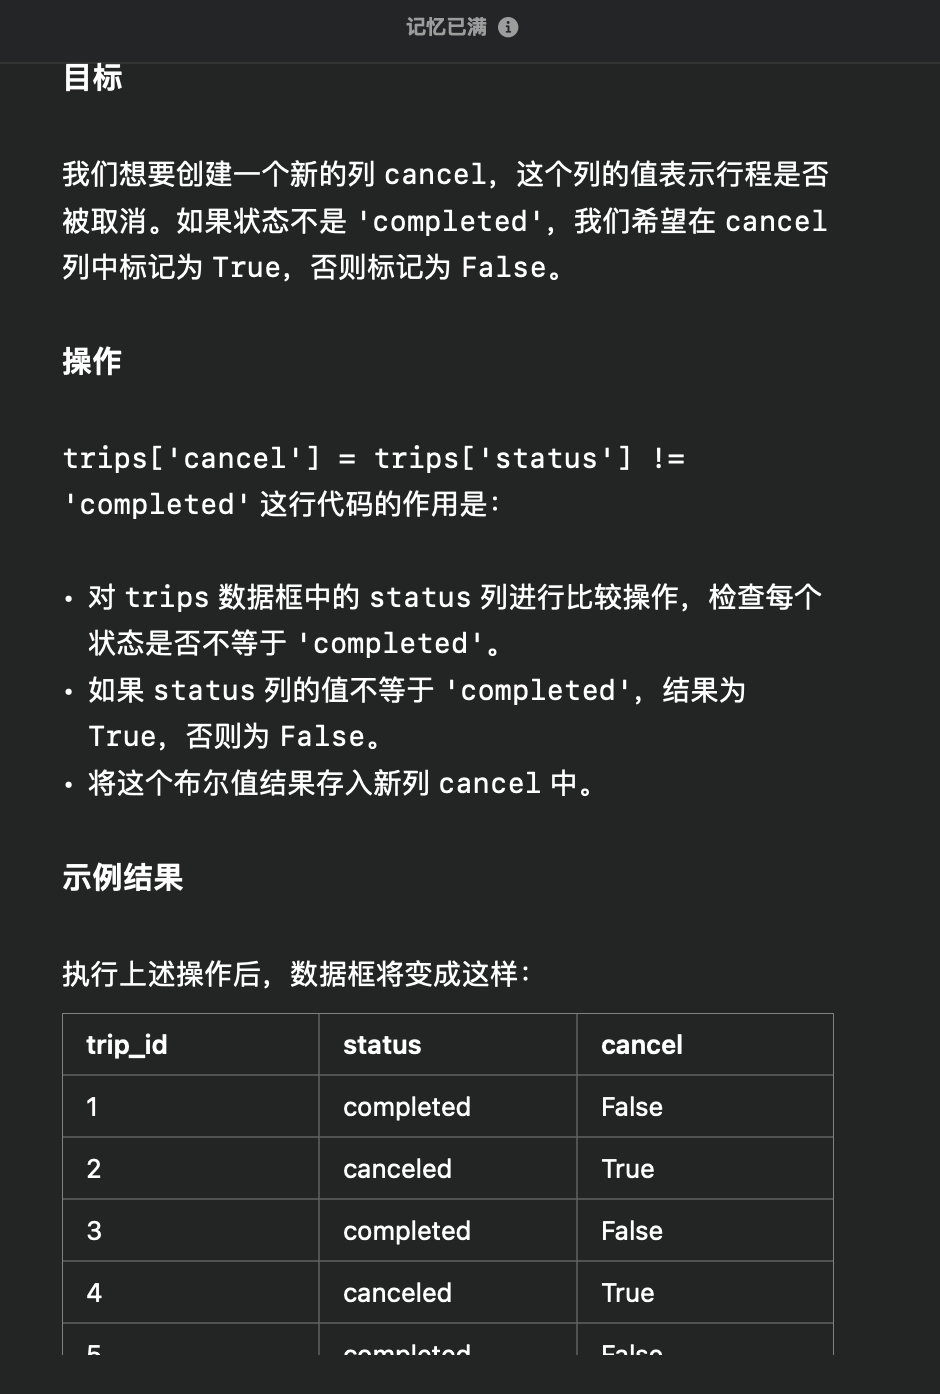 记忆已满
目标
我们想要创建一个新的列 cancel，这个列的值表示行程是否
被取消。如果状态不是 'completed'，我们希望在 cancel
列中标记为 True，否则标记为 False。
操作
trips['cancel'] = trips['status'] !=
'completed' 这行代码的作用是：
• 对 trips 数据框中的 status 列进行比较操作，检查每个
状态是否不等于 'completed'。
• 如果 status 列的值不等于 'completed'，结果为
True，否则为 False。
• 将这个布尔值结果存入新列 cancel 中。
示例结果
执行上述操作后，数据框将变成这样：
trip_id status cancel
1 completed False
2 canceled True
3 completed False
4 canceled True
5 completed False